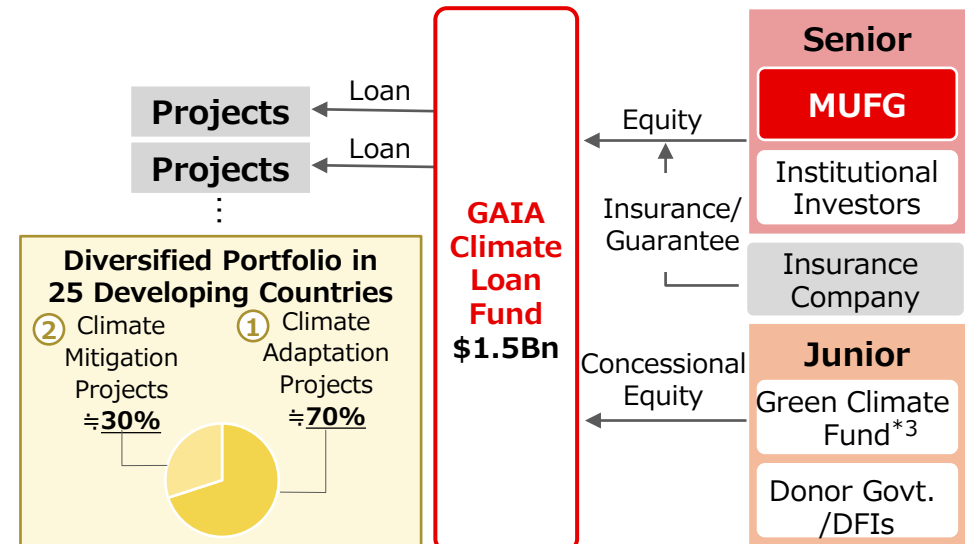 Projects
Loan
Projects
Loan
⋮
Diversified Portfolio in
25 Developing Countries
② Climate
Mitigation
Projects
≒30%
① Climate
Adaptation
Projects
≒70%
GAIA
Climate
Loan
Fund
$1.5Bn
Equity
Insurance/
Guarantee
Concessional
Equity
Senior
MUFG
Institutional
Investors
Insurance
Company
Junior
Green Climate
Fund*3
Donor Govt.
/DFIs